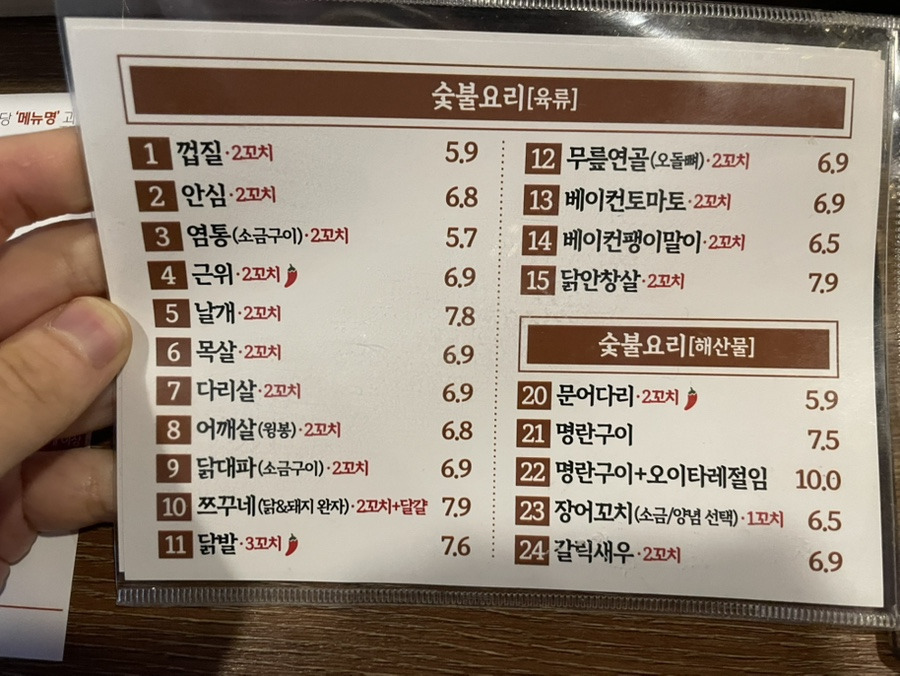 당 '메뉴명' 고
숯불요리[육류]
1 껍질·2꼬치 5.9
2 안심·2꼬치 6.8
3 염통(소금구이)·2꼬치 5.7
4 근위·2꼬치 6.9
5 날개·2꼬치 7.8
6 목살·2꼬치 6.9
7 다리살·2꼬치 6.9
8 어깨살(윙봉)·2꼬치 6.8
9 닭대파(소금구이)·2꼬치 6.9
10 쯔꾸네(닭&돼지 완자)·2꼬치+달걀 7.9
11 닭발·3꼬치 7.6
12 무릎연골(오돌뼈)·2꼬치 6.9
13 베이컨토마토·2꼬치 6.9
14 베이컨팽이말이·2꼬치 6.5
15 닭안창살·2꼬치 7.9
숯불요리[해산물]
20 문어다리·2꼬치 5.9
21 명란구이 7.5
22 명란구이+오이타레절임 10.0
23 장어꼬치(소금/양념 선택)·1꼬치 6.5
24 갈릭새우·2꼬치 6.9